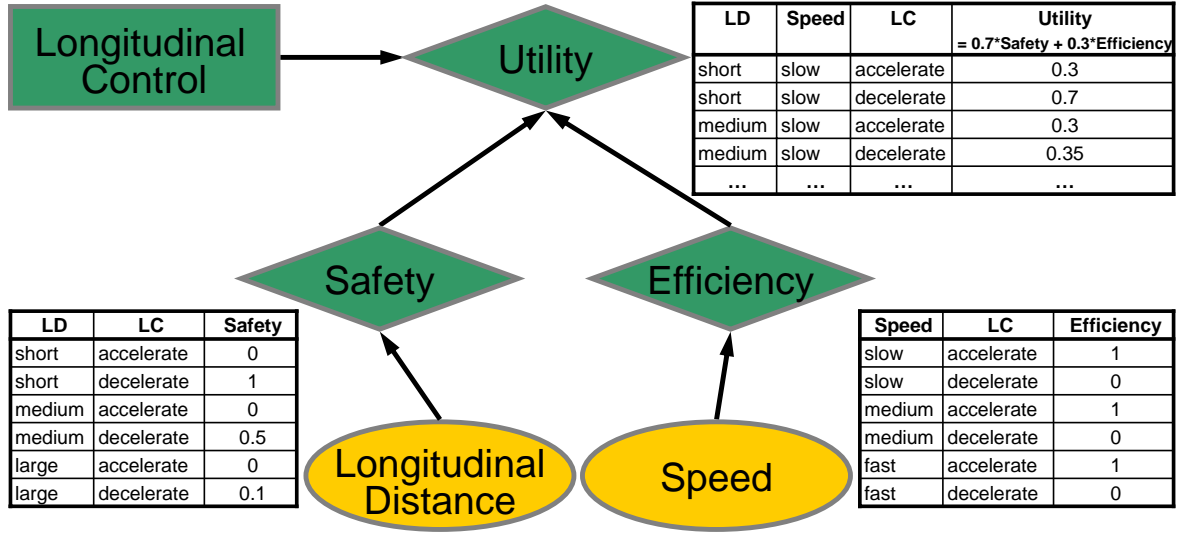 Longitudinal
Control
Utility
LD Speed LC Utility
= 0.7*Safety + 0.3*Efficiency
short slow accelerate 0.3
short slow decelerate 0.7
medium slow accelerate 0.3
medium slow decelerate 0.35
... ... ... ...
Safety
Efficiency
LD LC Safety
short accelerate 0
short decelerate 1
medium accelerate 0
medium decelerate 0.5
large accelerate 0
large decelerate 0.1
Longitudinal
Distance
Speed
Speed LC Efficiency
slow accelerate 1
slow decelerate 0
medium accelerate 1
medium decelerate 0
fast accelerate 1
fast decelerate 0